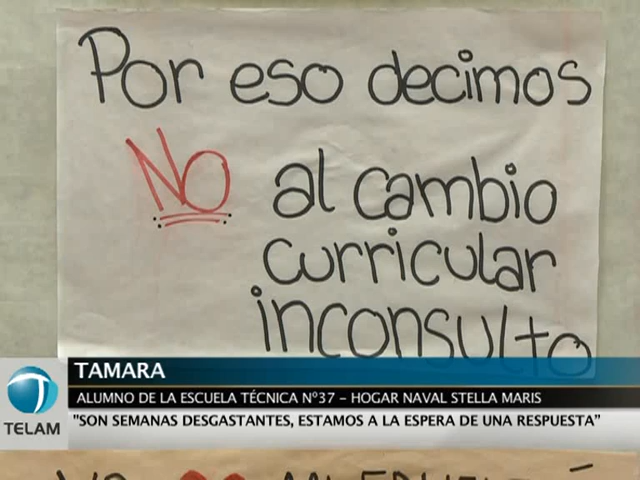 Por eso decimos
NO al cambio
curricular
inconsulto
TAMARA
ALUMNO DE LA ESCUELA TÉCNICA Nº37 – HOGAR NAVAL STELLA MARIS
"SON SEMANAS DESGASTANTES, ESTAMOS A LA ESPERA DE UNA RESPUESTA”
TELAM